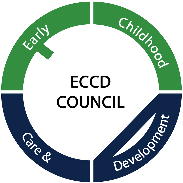 Early
Childhood
ECCD
COUNCIL
Care &
Development